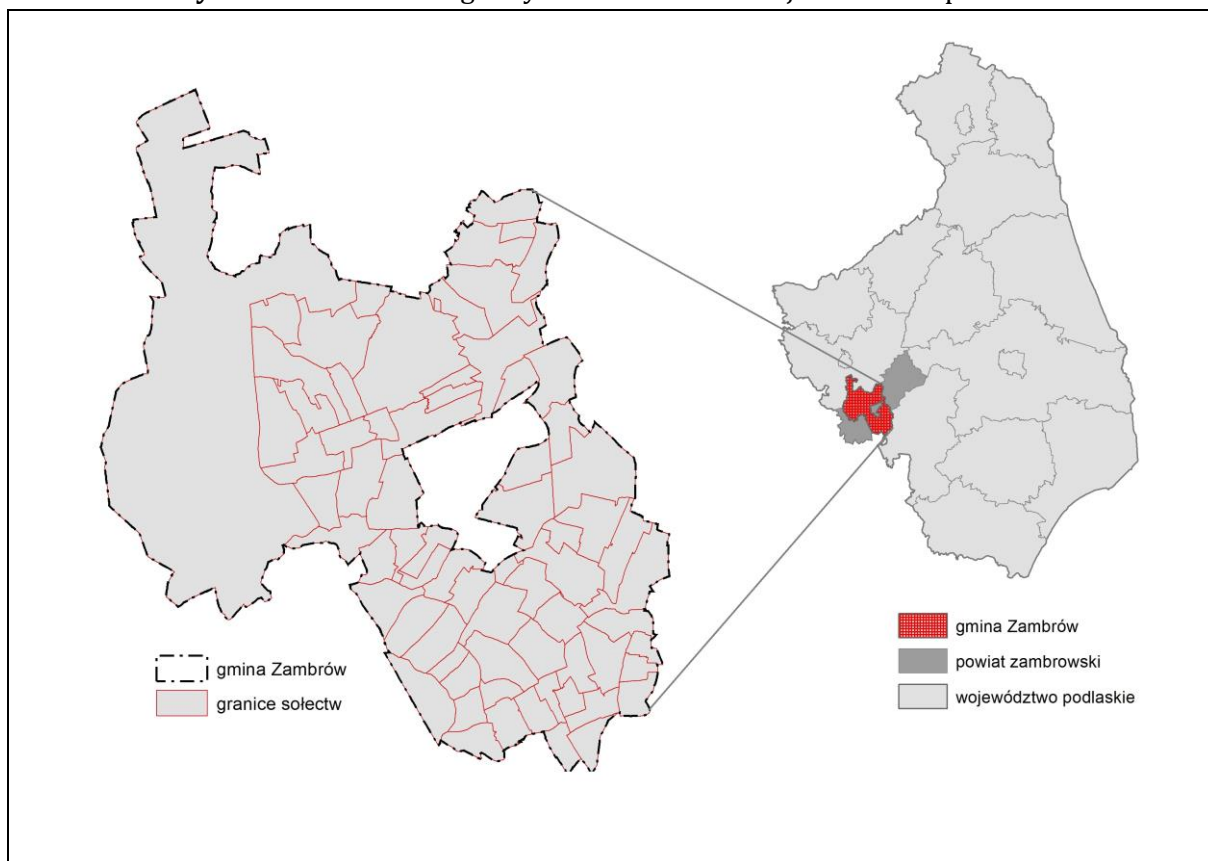 gmina Zambrów
granice sołectw
gmina Zambrów
powiat zambrowski
województwo podlaskie